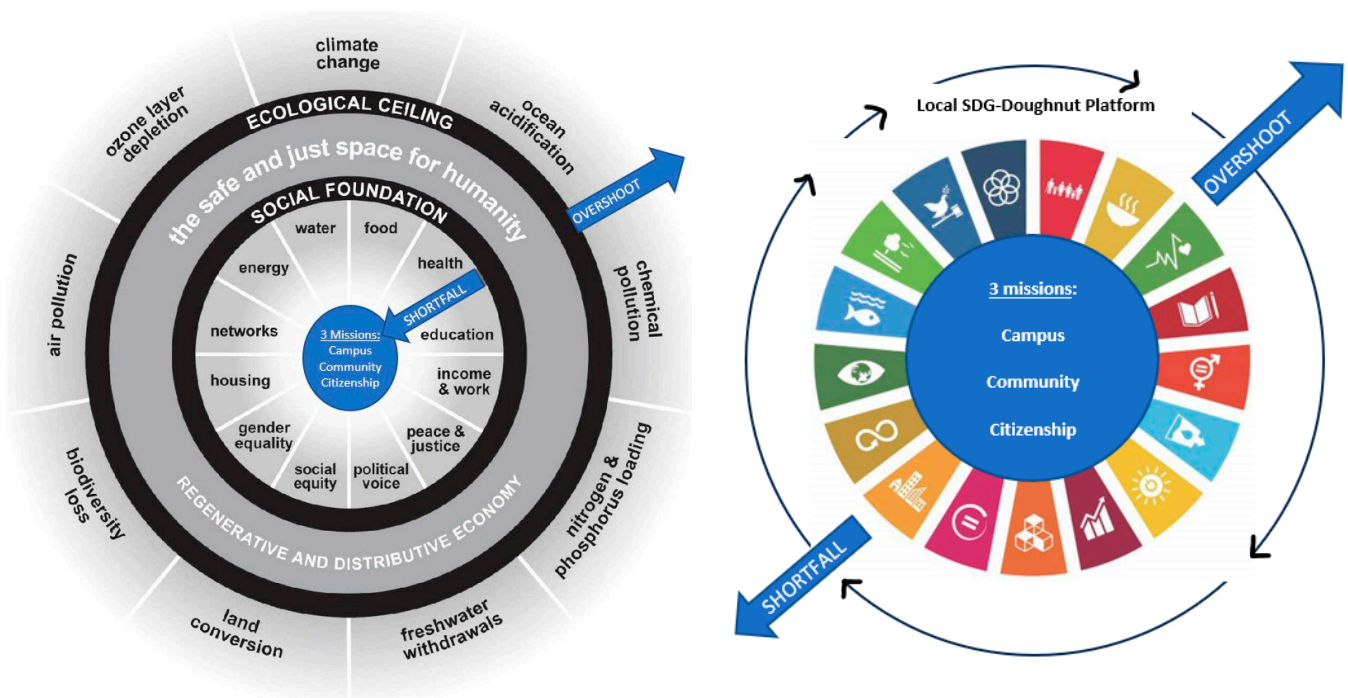 climate
change
ocean
acidification
chemical
pollution
nitrogen &
phosphorus loading
freshwater
withdrawals
land
conversion
biodiversity
loss
air pollution
ozone layer
depletion
ECOLOGICAL CEILING
the safe and just space for humanity
SOCIAL FOUNDATION
OVERSHOOT
water
food
health
SHORTFALL
education
income
& work
peace &
justice
political
voice
social
equity
gender
equality
housing
networks
energy
3 Missions:
Campus
Community
Citizenship
REGENERATIVE AND DISTRIBUTIVE ECONOMY
Local SDG-Doughnut Platform
OVERSHOOT
3 missions:
Campus
Community
Citizenship
SHORTFALL